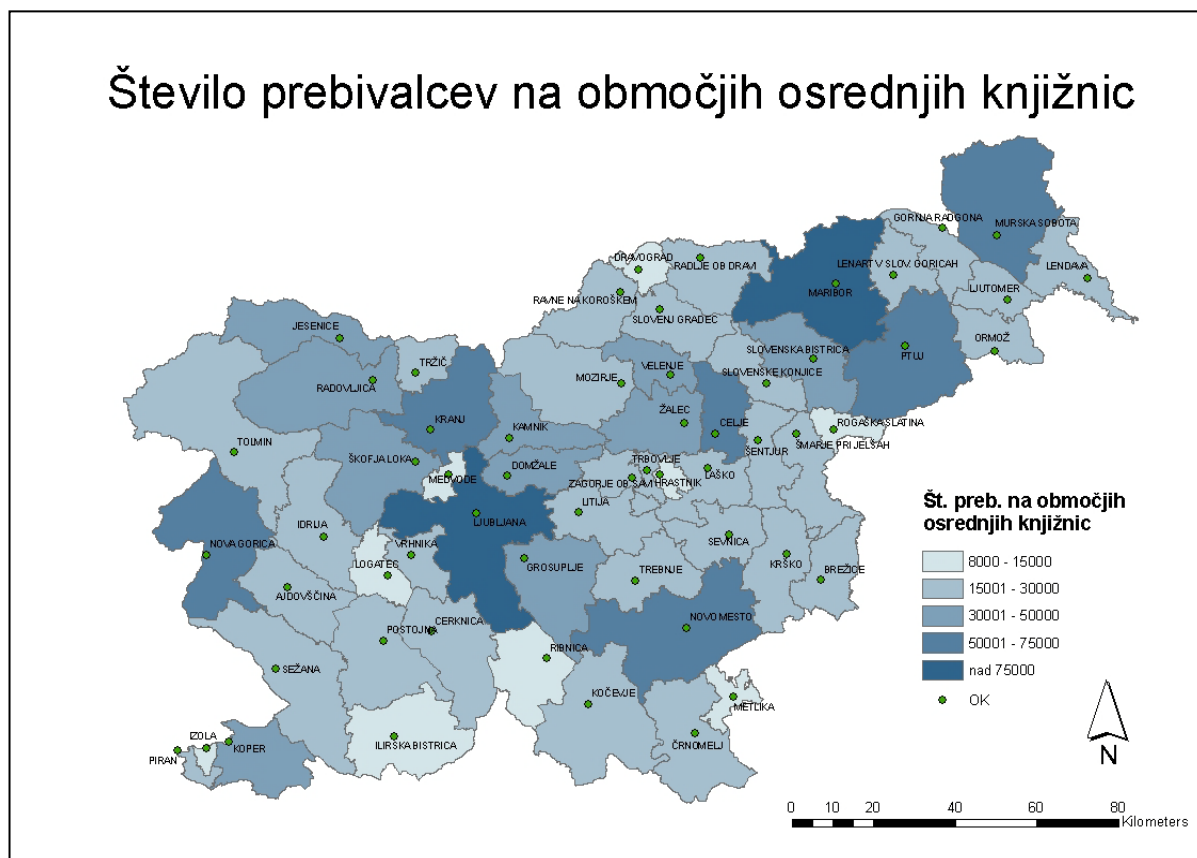 Število prebivalcev na območjih osrednjih knjižnic
GORNJA RADGONA
MURSKA SOBOTA
DRAVOGRAD
RADLJE OB DRAVI
LENART V SLOV. GORICAH
LENDAVA
MARIBOR
LJUTOMER
RAVNE NA KOROŠKEM
SLOVENJ GRADEC
JESENICE
ORMOŽ
SLOVENSKA BISTRICA
PTUJ
TRŽIČ
VELENJE
SLOVENSKE KONJICE
RADOVLJICA
MOZIRJE
KRANJ
ŽALEC
CELJE
ROGAŠKA SLATINA
KAMNIK
TOLMIN
ŠENTJUR
ŠMARJE PRI JELŠAH
ŠKOFJA LOKA
TRBOVLJE
MEDVODE
DOMŽALE
ZAGORJE OB SAVI
HRASTNIK
LAŠKO
LITIJA
IDRIJA
LJUBLJANA
SEVNICA
NOVA GORICA
VRHNIKA
LOGATEC
GROSUPLJE
TREBNJE
KRŠKO
BREŽICE
AJDOVŠČINA
CERKNICA
POSTOJNA
NOVO MESTO
RIBNICA
SEŽANA
KOČEVJE
METLIKA
IZOLA
KOPER
ILIRSKA BISTRICA
ČRNOMELJ
PIRAN
Št. preb. na območjih
osrednjih knjižnic
8000 - 15000
15001 - 30000
30001 - 50000
50001 - 75000
nad 75000
OK
N
0 10 20 40 60 80
Kilometers